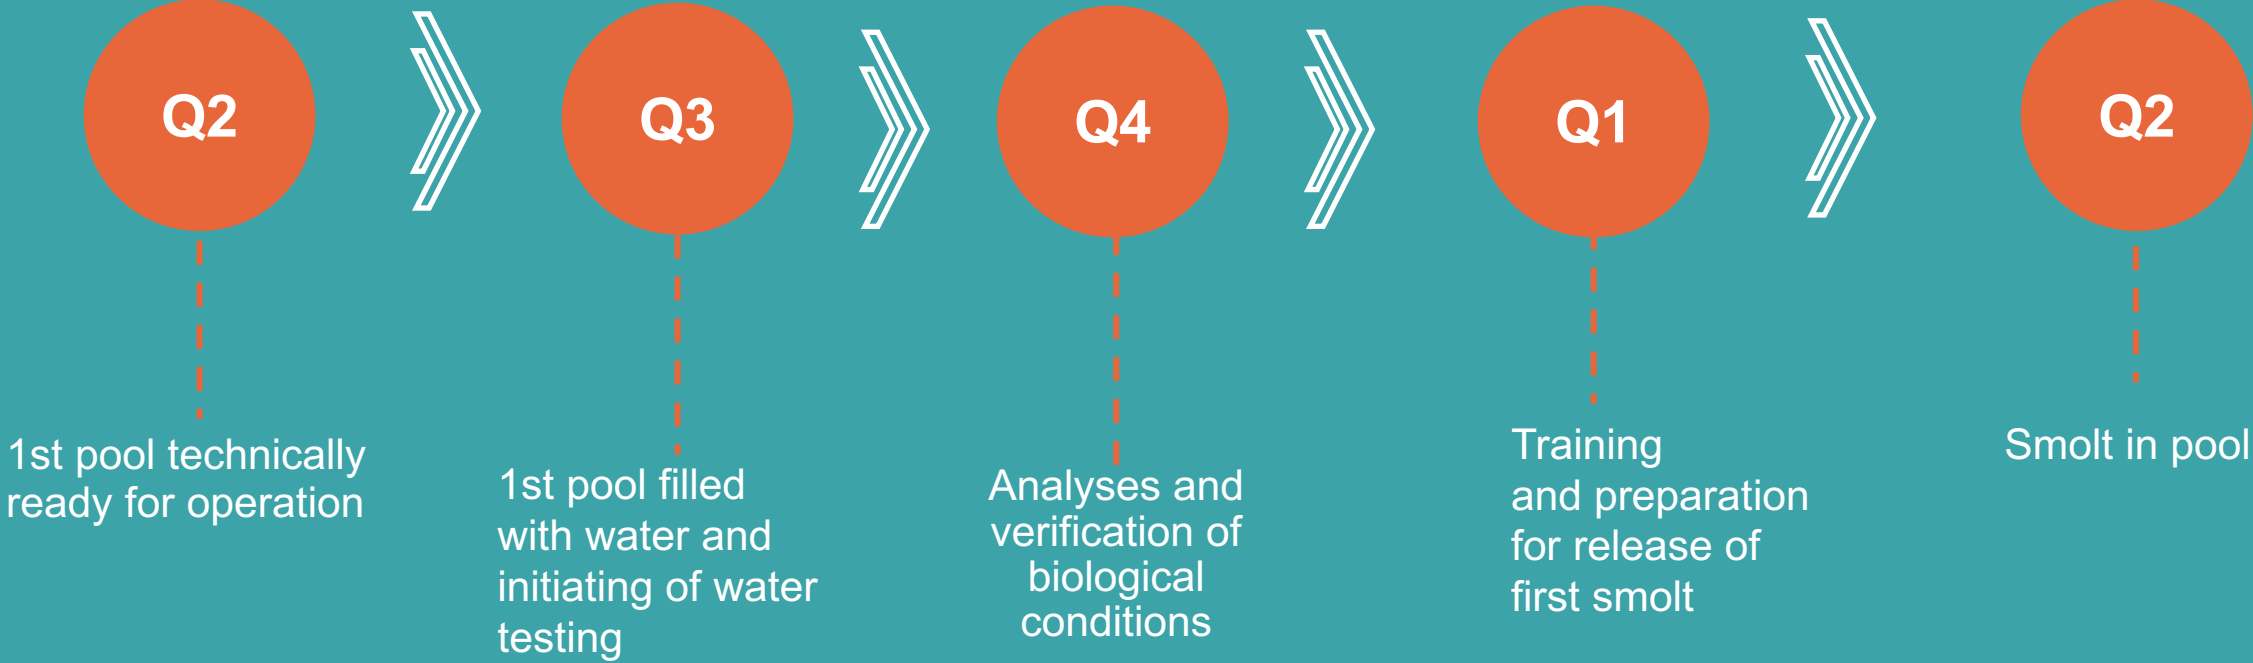 Q2
Q3
Q4
Q1
Q2
1st pool technically
ready for operation
1st pool filled
with water and
initiating of water
testing
Analyses and
verification of
biological
conditions
Training
and preparation
for release of
first smolt
Smolt in pool